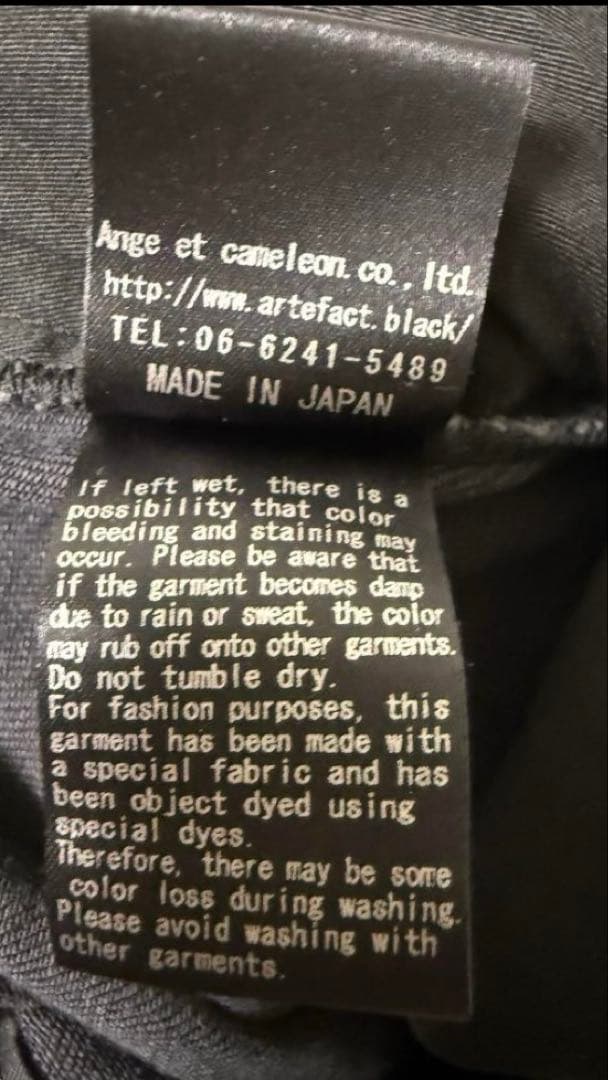 Ange et cameleon. co., ltd.
http://www.artefact.black/
TEL:06-6241-5489
MADE IN JAPAN
If left wet, there is a
possibility that color
bleeding and staining may
occur. Please be aware that
if the garment becomes damp
due to rain or sweat, the color
may rub off onto other garments.
Do not tumble dry.
For fashion purposes, this
garment has been made with
a special fabric and has
been object dyed using
special dyes.
Therefore, there may be some
color loss during washing.
Please avoid washing with
other garments.